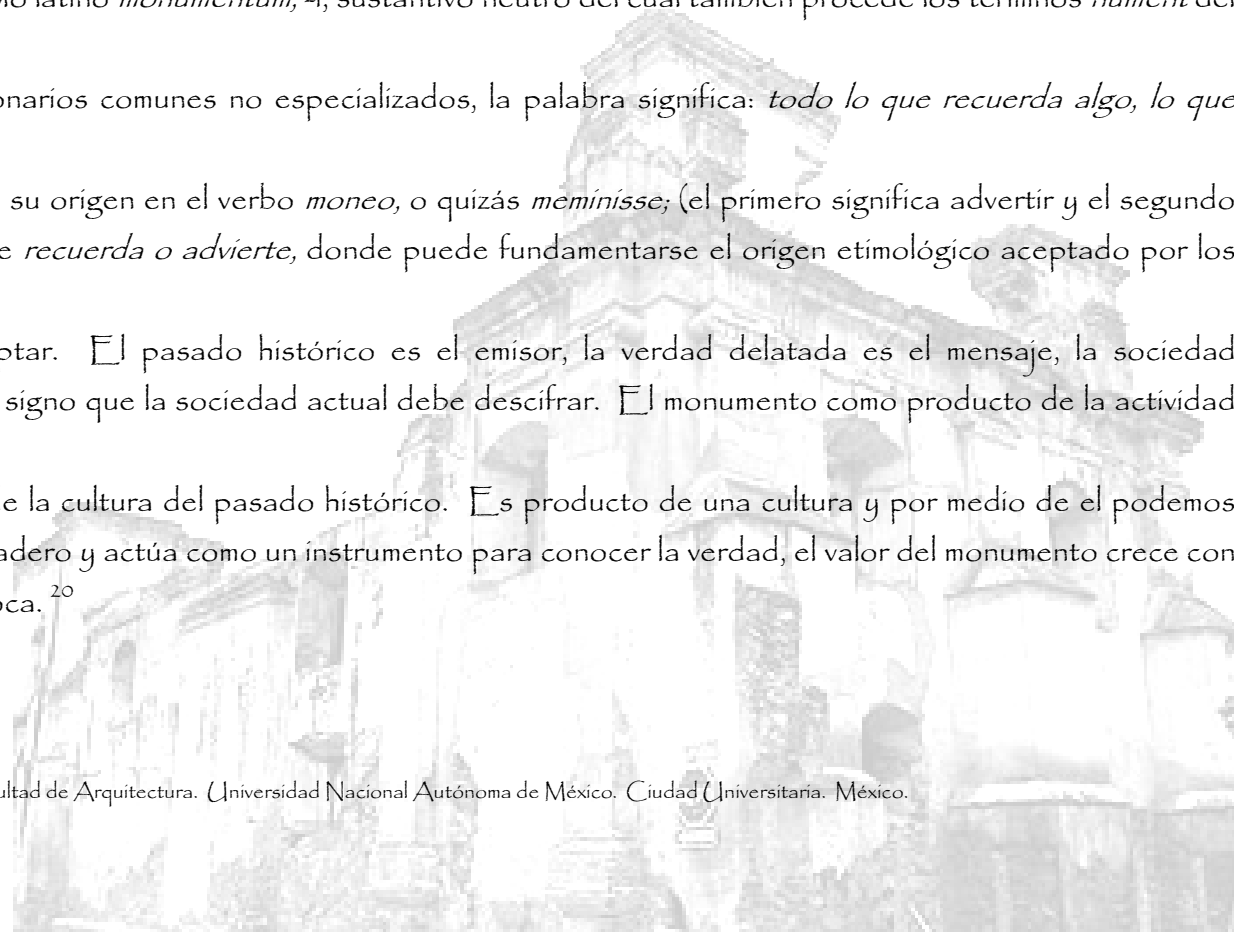 latino monumentum, -i, sustantivo neutro del cual también procede los términos nument del
onarios comunes no especializados, la palabra significa: todo lo que recuerda algo, lo que
su origen en el verbo moneo, o quizás meminisse; (el primero significa advertir y el segundo
e recuerda o advierte, donde puede fundamentarse el origen etimológico aceptado por los
ptar. El pasado histórico es el emisor, la verdad delatada es el mensaje, la sociedad
signo que la sociedad actual debe descifrar. El monumento como producto de la actividad
e la cultura del pasado histórico. Es producto de una cultura y por medio de el podemos
adero y actúa como un instrumento para conocer la verdad, el valor del monumento crece con
oca. 20
ultad de Arquitectura. Universidad Nacional Autónoma de México. Ciudad Universitaria. México.